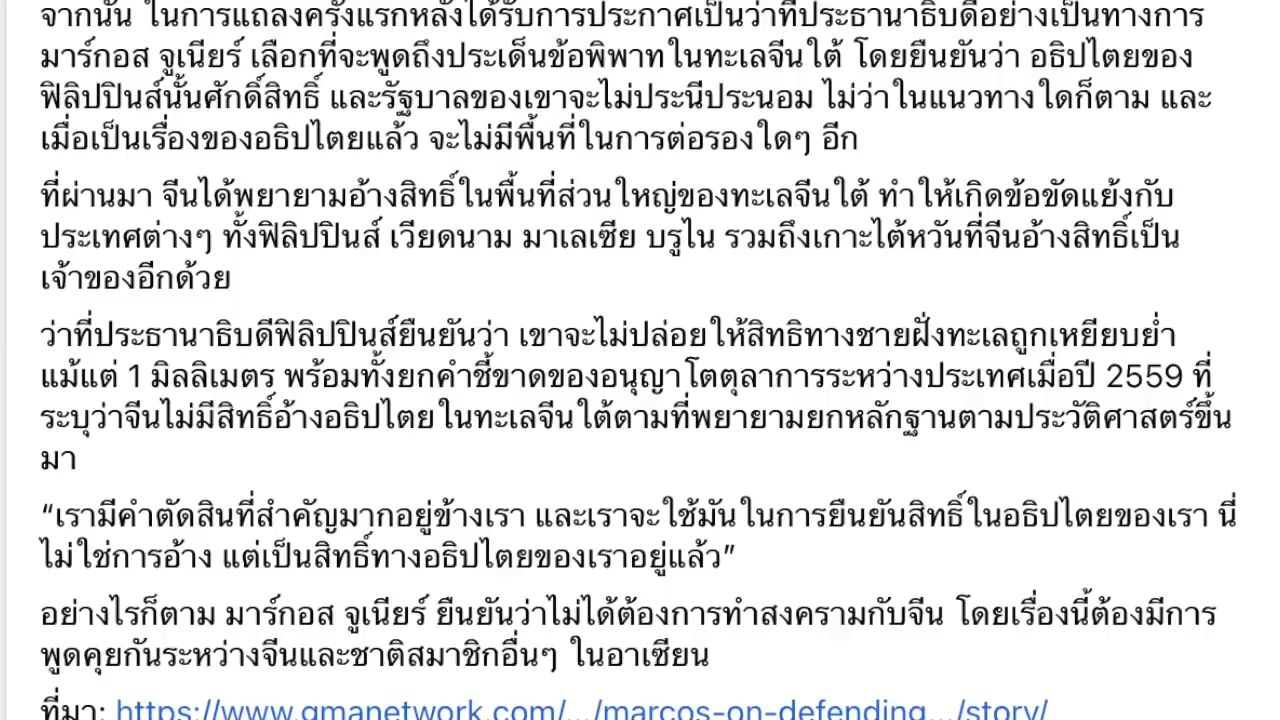 จากนั้น ในการแถลงครั้งแรกหลังได้รับการประกาศเป็นว่าที่ประธานาธิบดีอย่างเป็นทางการ
มาร์กอส จูเนียร์ เลือกที่จะพูดถึงประเด็นข้อพิพาทในทะเลจีนใต้ โดยยืนยันว่า อธิปไตยของ
ฟิลิปปินส์นั้นศักดิ์สิทธิ์ และรัฐบาลของเขาจะไม่ประนีประนอม ไม่ว่าในแนวทางใดก็ตาม และ
เมื่อเป็นเรื่องของอธิปไตยแล้ว จะไม่มีพื้นที่ในการต่อรองใดๆ อีก
ที่ผ่านมา จีนได้พยายามอ้างสิทธิ์ในพื้นที่ส่วนใหญ่ของทะเลจีนใต้ ทำให้เกิดข้อขัดแย้งกับ
ประเทศต่างๆ ทั้งฟิลิปปินส์ เวียดนาม มาเลเซีย บรูไน รวมถึงเกาะไต้หวันที่จีนอ้างสิทธิ์เป็น
เจ้าของอีกด้วย
ว่าที่ประธานาธิบดีฟิลิปปินส์ยืนยันว่า เขาจะไม่ปล่อยให้สิทธิทางชายฝั่งทะเลถูกเหยียบย่ำ
แม้แต่ 1 มิลลิเมตร พร้อมทั้งยกคำชี้ขาดของอนุญาโตตุลาการระหว่างประเทศเมื่อปี 2559 ที่
ระบุว่าจีนไม่มีสิทธิ์อ้างอธิปไตยในทะเลจีนใต้ตามที่พยายามยกหลักฐานตามประวัติศาสตร์ขึ้น
มา
“เรามีคำตัดสินที่สำคัญมากอยู่ข้างเรา และเราจะใช้มันในการยืนยันสิทธิ์ในอธิปไตยของเรา นี่
ไม่ใช่การอ้าง แต่เป็นสิทธิ์ทางอธิปไตยของเราอยู่แล้ว”
อย่างไรก็ตาม มาร์กอส จูเนียร์ ยืนยันว่าไม่ได้ต้องการทำสงครามกับจีน โดยเรื่องนี้ต้องมีการ
พูดคุยกันระหว่างจีนและชาติสมาชิกอื่นๆ ในอาเซียน
ที่มา: https://www.gmanetwork.com/.../marcos-on-defending.../story/